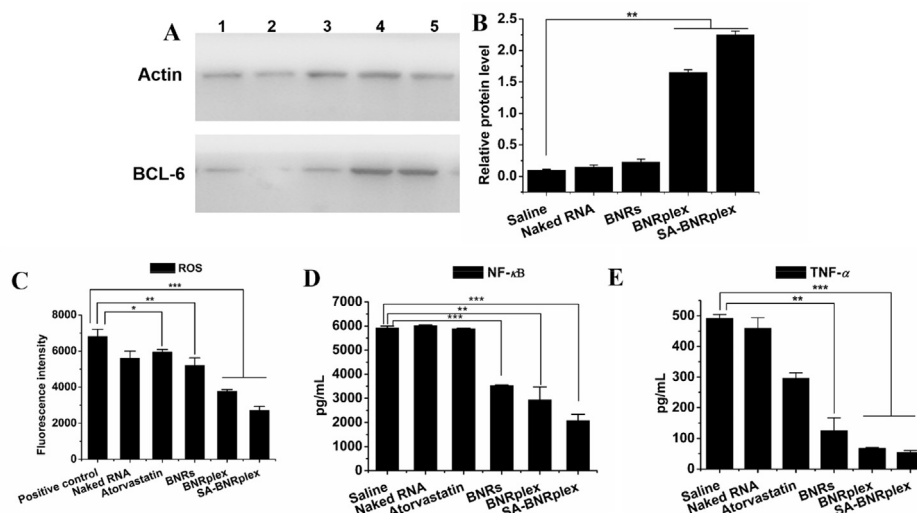 A
1 2 3 4 5
Actin
BCL-6
B
**
Relative protein level
2.5
2.0
1.5
1.0
0.5
0.0
Saline
Naked RNA
BNRs
BNRplex
SA-BNRplex
C
ROS
***
**
*
Fluorescence intensity
8000
6000
4000
2000
0
Positive control
Naked RNA
Atorvastatin
BNRs
BNRplex
SA-BNRplex
D
NF-κB
***
**
***
pg/mL
7000
6000
5000
4000
3000
2000
1000
0
Saline
Naked RNA
Atorvastatin
BNRs
BNRplex
SA-BNRplex
E
TNF-α
***
**
pg/mL
500
400
300
200
100
50
0
Saline
Naked RNA
Atorvastatin
BNRs
BNRplex
SA-BNRplex